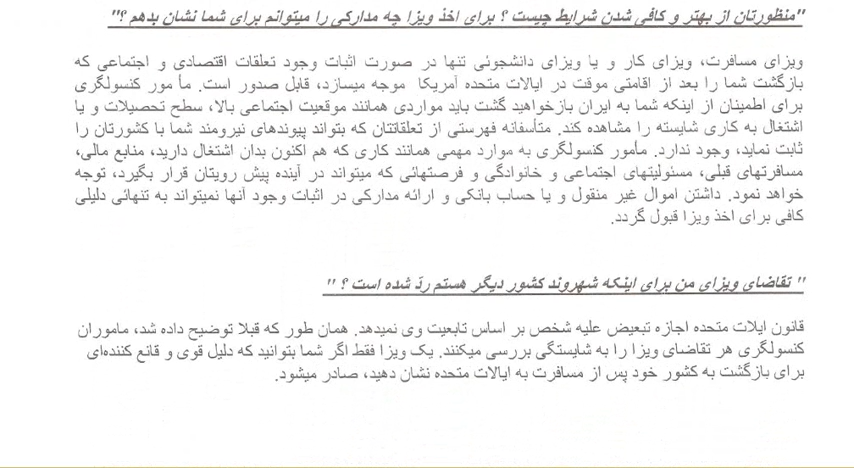 "منظورتان از بهتر و کافی شدن شرایط چیست ؟ برای اخذ ویزا چه مدارکی را میتوانم برای شما نشان بدهم ؟"
ویزای مسافرت، ویزای کار و یا ویزای دانشجوئی تنها در صورت اثبات وجود تعلقات اقتصادی و اجتماعی که
بازگشت شما را بعد از اقامتی موقت در ایالات متحده آمریکا موجه میسازد، قابل صدور است. مأ مور کنسولگری
برای اطمینان از اینکه شما به ایران بازخواهید گشت باید مواردی همانند موقعیت اجتماعی بالا، سطح تحصیلات و یا
اشتغال به کاری شایسته را مشاهده کند. متأسفانه فهرستی از تعلقاتتان که بتواند پیوندهای نیرومند شما با کشورتان را
ثابت نماید، وجود ندارد. مأمور کنسولگری به موارد مهمی همانند کاری که هم اکنون بدان اشتغال دارید، منابع مالی،
مسافرتهای قبلی، مسئولیتهای اجتماعی و خانوادگی و فرصتهائی که میتواند در آینده پیش رویتان قرار بگیرد، توجه
خواهد نمود. داشتن اموال غیر منقول و یا حساب بانکی و ارائه مدارکی در اثبات وجود آنها نمیتواند به تنهائی دلیلی
کافی برای اخذ ویزا قبول گردد.
" تقاضای ویزای من برای اینکه شهروند کشور دیگر هستم ردّ شده است ؟ "
قانون ایلات متحده اجازه تبعیض علیه شخص بر اساس تابعیت وی نمیدهد. همان طور که قبلا توضیح داده شد، ماموران
کنسولگری هر تقاضای ویزا را به شایستگی بررسی میکنند. یک ویزا فقط اگر شما بتوانید که دلیل قوی و قانع کننده‌ای
برای بازگشت به کشور خود پس از مسافرت به ایالات متحده نشان دهید، صادر میشود.